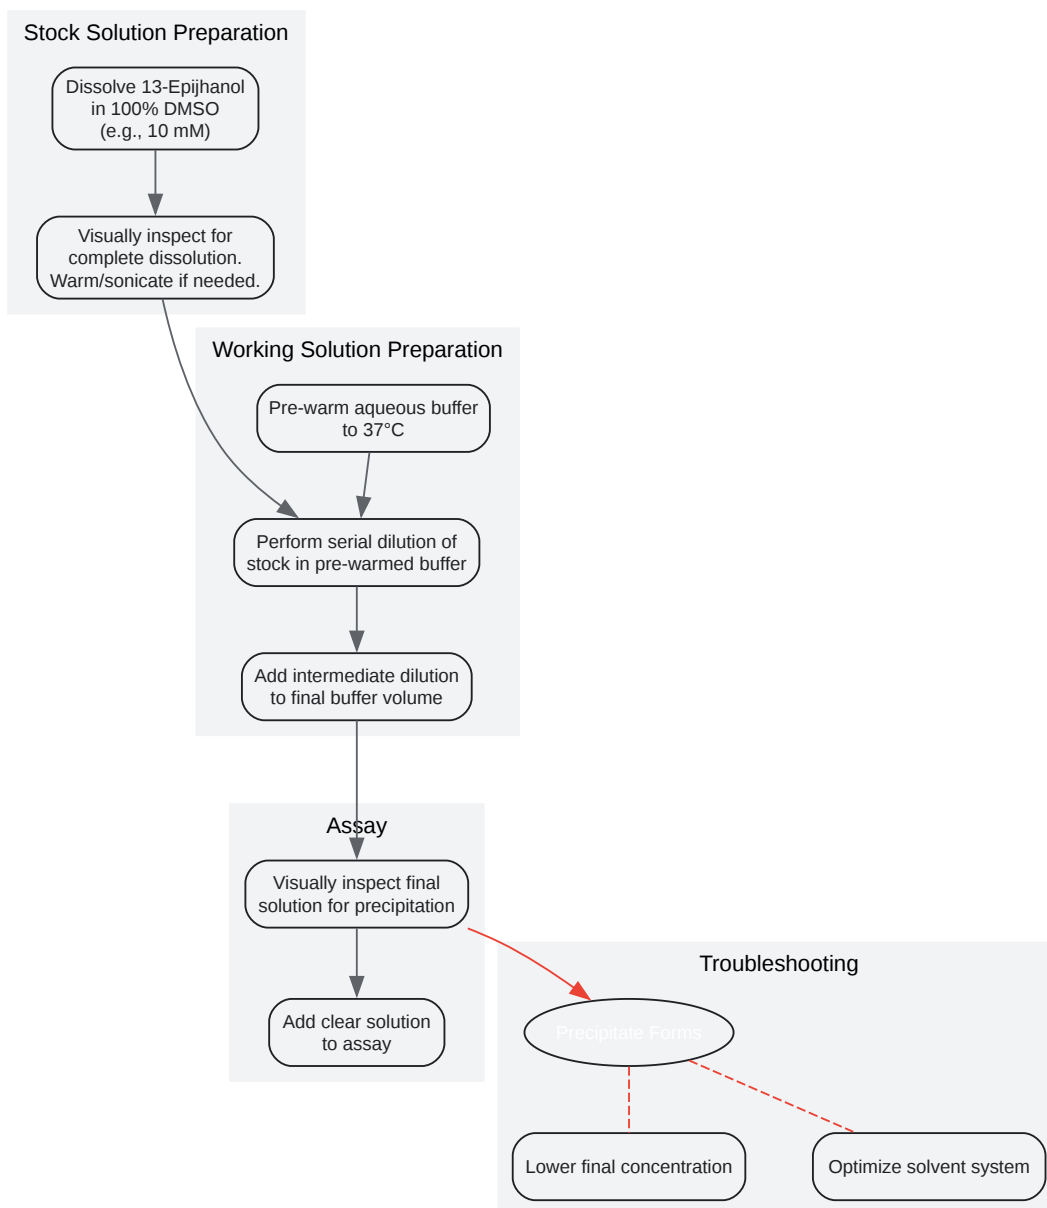 Stock Solution Preparation
Dissolve 13-Epijhanol
in 100% DMSO
(e.g., 10 mM)
Visually inspect for
complete dissolution.
Warm/sonicate if needed.
Working Solution Preparation
Pre-warm aqueous buffer
to 37°C
Perform serial dilution of
stock in pre-warmed buffer
Add intermediate dilution
to final buffer volume
Assay
Visually inspect final
solution for precipitation
Add clear solution
to assay
Troubleshooting
Precipitate Forms
Lower final concentration
Optimize solvent system